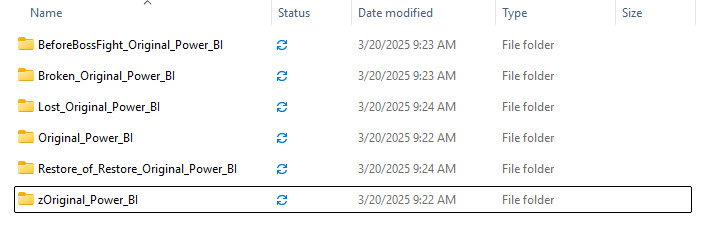 Name Status Date modified Type Size
BeforeBossFight_Original_Power_BI 3/20/2025 9:23 AM File folder
Broken_Original_Power_BI 3/20/2025 9:23 AM File folder
Lost_Original_Power_BI 3/20/2025 9:24 AM File folder
Original_Power_BI 3/20/2025 9:22 AM File folder
Restore_of_Restore_Original_Power_BI 3/20/2025 9:24 AM File folder
zOriginal_Power_BI 3/20/2025 9:22 AM File folder